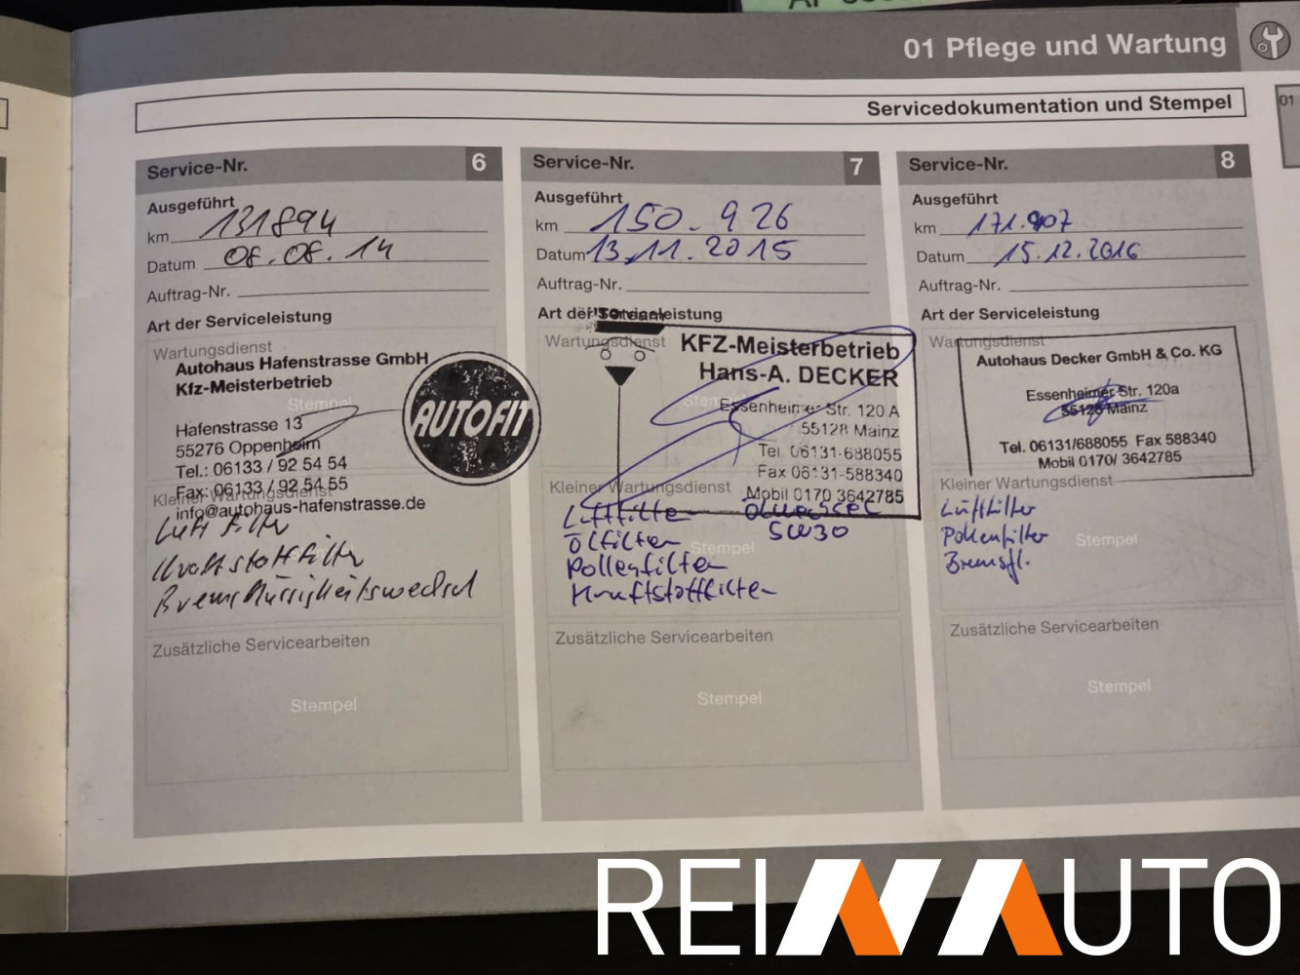 01 Pflege und Wartung
01
Servicedokumentation und Stempel
Service-Nr. 6
Ausgeführt
km 131894
Datum 08.08.14
Auftrag-Nr.
Art der Serviceleistung
Wartungsdienst
Autohaus Hafenstrasse GmbH
Kfz-Meisterbetrieb
Stempel
Hafenstrasse 13
55276 Oppenheim
Tel.: 06133 / 92 54 54
Fax: 06133 / 92 54 55
Kleiner Wartungsdienst
info@autohaus-hafenstrasse.de
AUTOFIT
Luft filter
Kraftstoffilter
Bremsflüssigkeitswechsel
Zusätzliche Servicearbeiten
Stempel
Service-Nr. 7
Ausgeführt
km 150.926
Datum 13.11.2015
Auftrag-Nr.
Art der Serviceleistung
Wartungsdienst
KFZ-Meisterbetrieb
Hans-A. DECKER
Essenheimer Str. 120 A
55128 Mainz
Tel. 06131-688055
Fax 06131-588340
Kleiner Wartungsdienst
Mobil 0170 3642785
Luftfilter Ölwechsel
Ölfilter 5W30
Stempel
Pollenfilter
Kraftstofffilter
Zusätzliche Servicearbeiten
Stempel
Service-Nr. 8
Ausgeführt
km 171.907
Datum 15.12.2016
Auftrag-Nr.
Art der Serviceleistung
Wartungsdienst
Autohaus Decker GmbH & Co. KG
Essenheimer Str. 120a
55128 Mainz
Tel. 06131/688055 Fax 588340
Mobil 0170/ 3642785
Kleiner Wartungsdienst
Luftfilter
Pollenfilter
Stempel
Bremsfl.
Zusätzliche Servicearbeiten
Stempel
REINAUTO